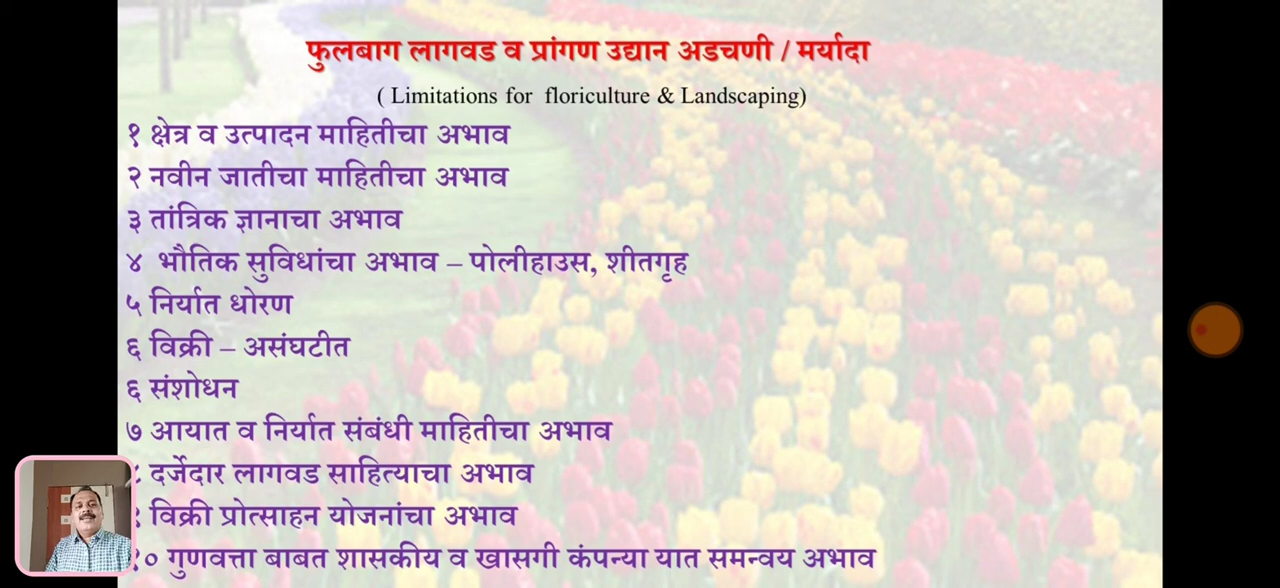 फुलबाग लागवड व प्रांगण उद्यान अडचणी / मर्यादा
( Limitations for floriculture & Landscaping)
१ क्षेत्र व उत्पादन माहितीचा अभाव
२ नवीन जातीचा माहितीचा अभाव
३ तांत्रिक ज्ञानाचा अभाव
४ भौतिक सुविधांचा अभाव – पोलीहाउस, शीतगृह
५ निर्यात धोरण
६ विक्री – असंघटीत
६ संशोधन
७ आयात व निर्यात संबंधी माहितीचा अभाव
दर्जेदार लागवड साहित्याचा अभाव
विक्री प्रोत्साहन योजनांचा अभाव
१० गुणवत्ता बाबत शासकीय व खासगी कंपन्या यात समन्वय अभाव